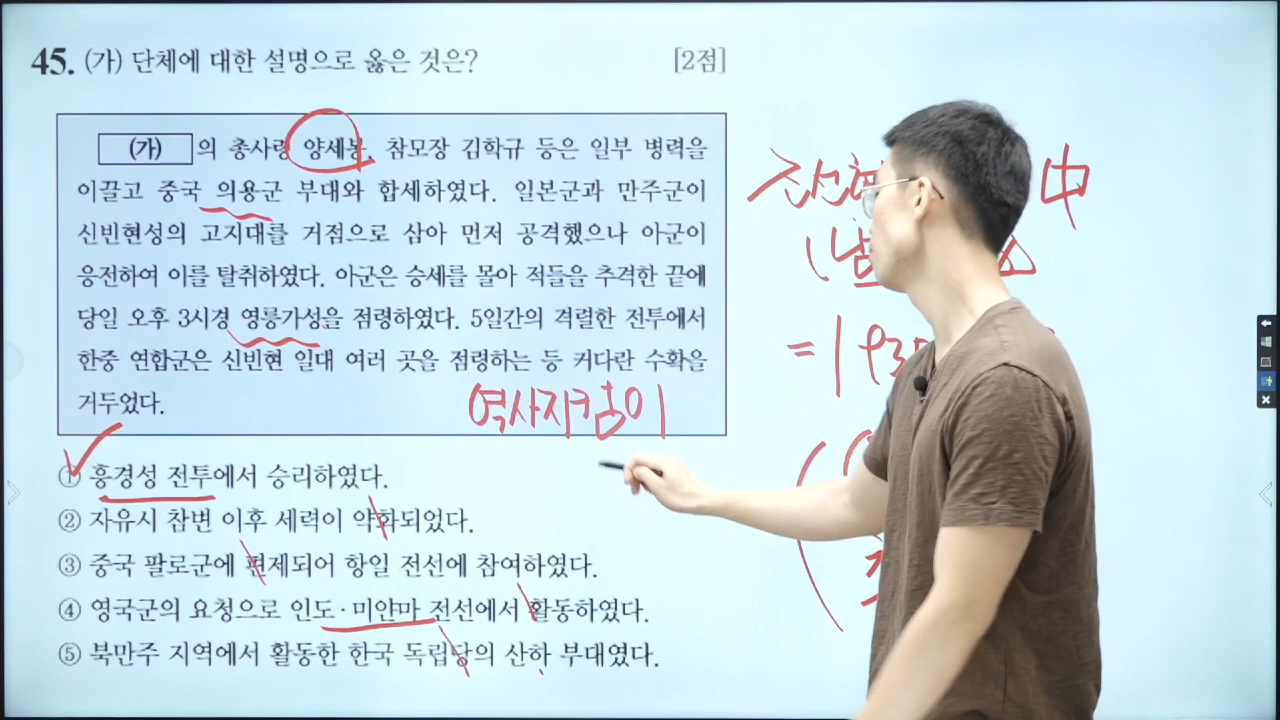 45. (가) 단체에 대한 설명으로 옳은 것은? [2점]
(가) 의 총사령 양세봉, 참모장 김학규 등은 일부 병력을
이끌고 중국 의용군 부대와 합세하였다. 일본군과 만주군이
신빈현성의 고지대를 거점으로 삼아 먼저 공격했으나 아군이
응전하여 이를 탈취하였다. 아군은 승세를 몰아 적들을 추격한 끝에
당일 오후 3시경 영릉가성을 점령하였다. 5일간의 격렬한 전투에서
한중 연합군은 신빈현 일대 여러 곳을 점령하는 등 커다란 수확을
거두었다.
역사지킴이
① 흥경성 전투에서 승리하였다.
② 자유시 참변 이후 세력이 약화되었다.
③ 중국 팔로군에 편제되어 항일 전선에 참여하였다.
④ 영국군의 요청으로 인도·미얀마 전선에서 활동하였다.
⑤ 북만주 지역에서 활동한 한국 독립당의 산하 부대였다.
中